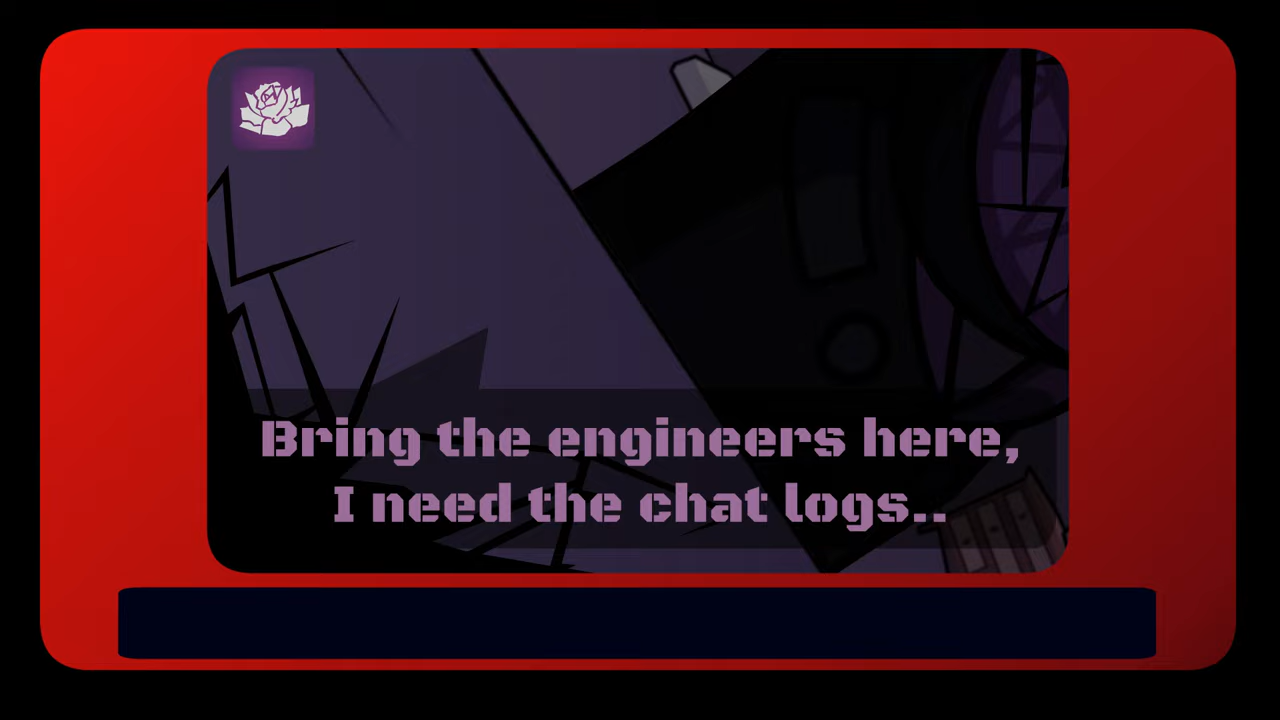 Bring the engineers here,
I need the chat logs..